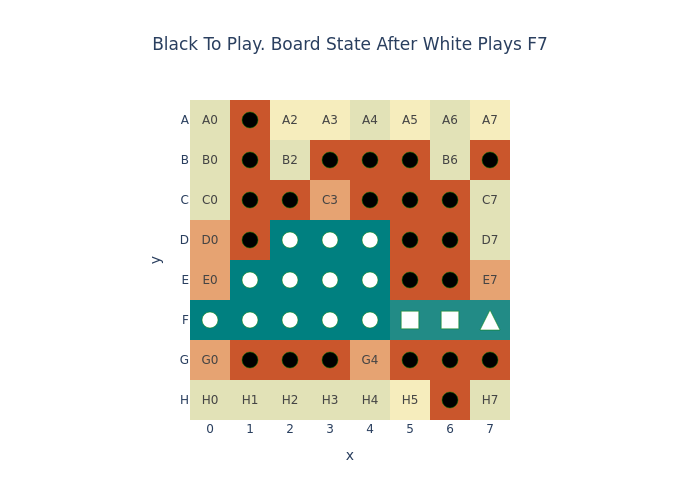 Black To Play. Board State After White Plays F7
A A0 A2 A3 A4 A5 A6 A7
B B0 B2 B6
C C0 C3 C7
D D0 D7
E E0 E7
F
G G0 G4
H H0 H1 H2 H3 H4 H5 H7
0 1 2 3 4 5 6 7
x
y